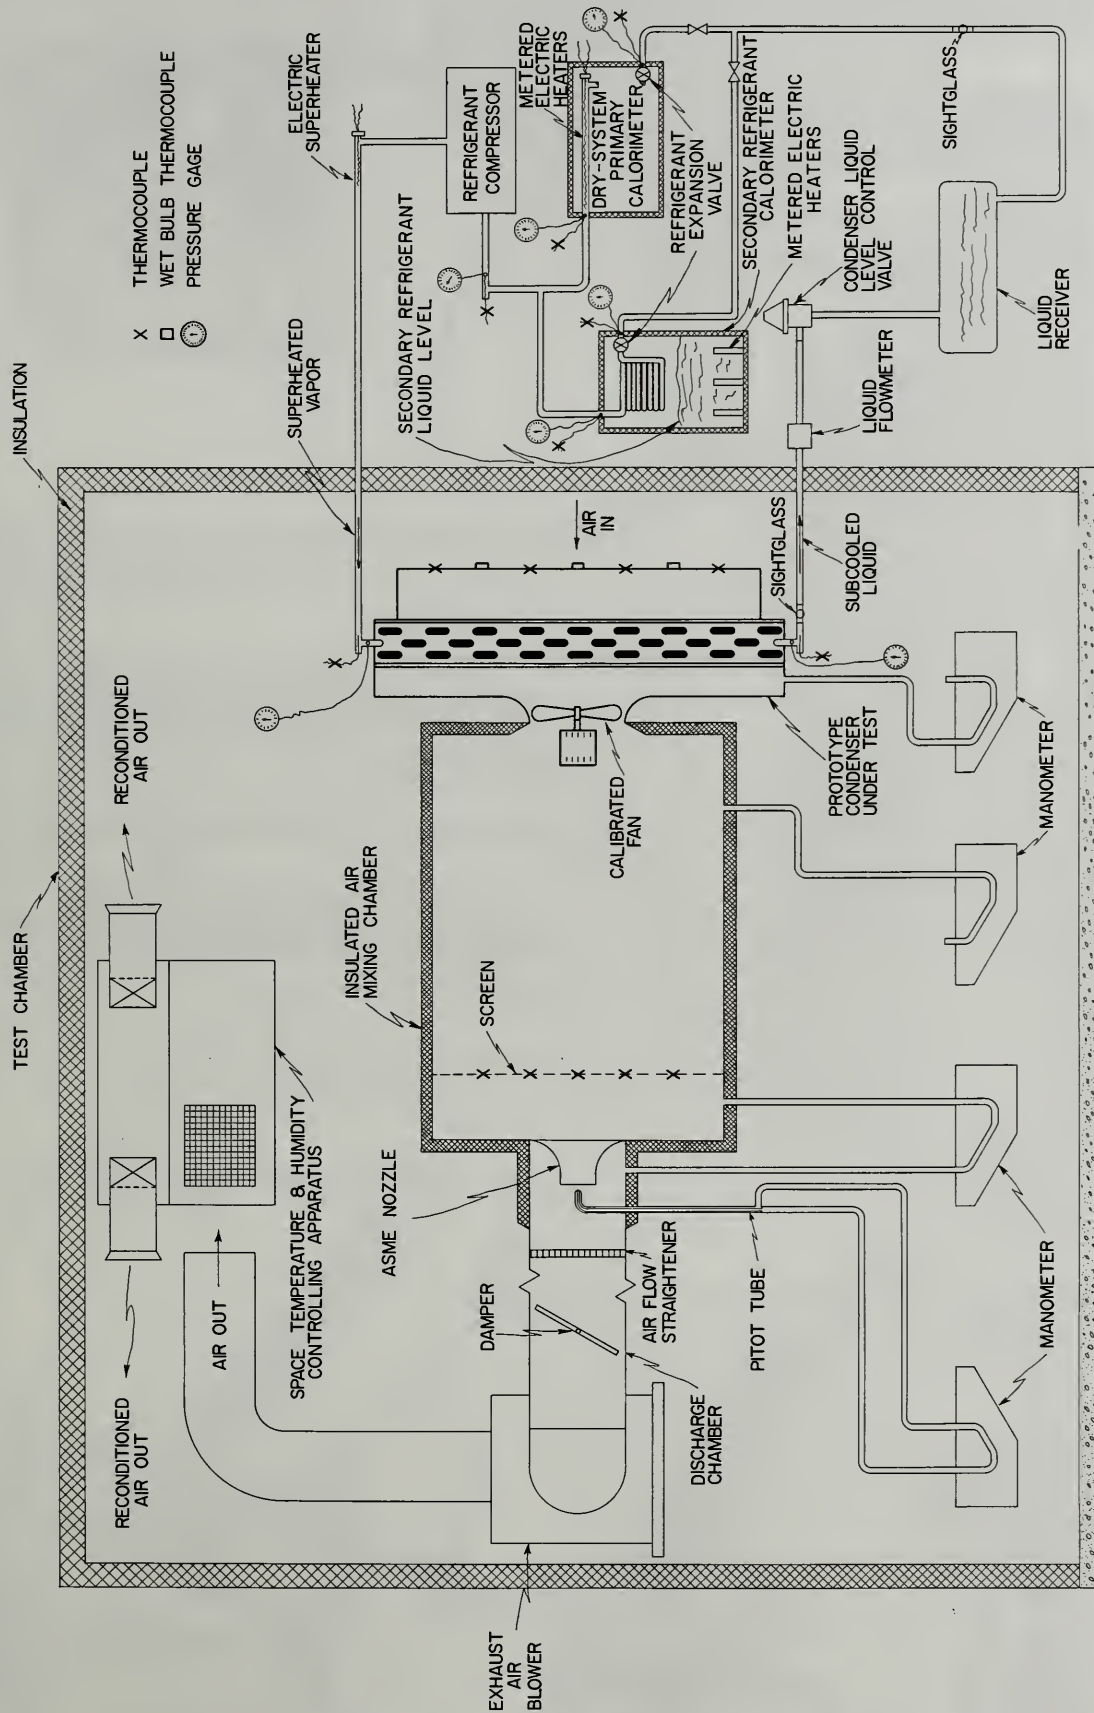 TEST CHAMBER
INSULATION
X THERMOCOUPLE
□ WET BULB THERMOCOUPLE
PRESSURE GAGE
RECONDITIONED
AIR OUT
RECONDITIONED
AIR OUT
AIR OUT
SPACE TEMPERATURE & HUMIDITY
CONTROLLING APPARATUS
SUPERHEATED
VAPOR
ELECTRIC
SUPERHEATER
REFRIGERANT
COMPRESSOR
METERED
ELECTRIC
HEATERS
DRY-SYSTEM
PRIMARY
CALORIMETER
SECONDARY REFRIGERANT
LIQUID LEVEL
REFRIGERANT
EXPANSION
VALVE
SECONDARY REFRIGERANT
CALORIMETER
METERED ELECTRIC
HEATERS
CONDENSER LIQUID
LEVEL CONTROL
VALVE
SIGHTGLASS
LIQUID
RECEIVER
LIQUID
FLOWMETER
AIR
IN
SIGHTGLASS
SUBCOOLED
LIQUID
INSULATED AIR
MIXING CHAMBER
SCREEN
ASME NOZZLE
CALIBRATED
FAN
PROTOTYPE
CONDENSER
UNDER TEST
DAMPER
AIR FLOW
STRAIGHTENER
PITOT TUBE
DISCHARGE
CHAMBER
EXHAUST
AIR
BLOWER
MANOMETER
MANOMETER